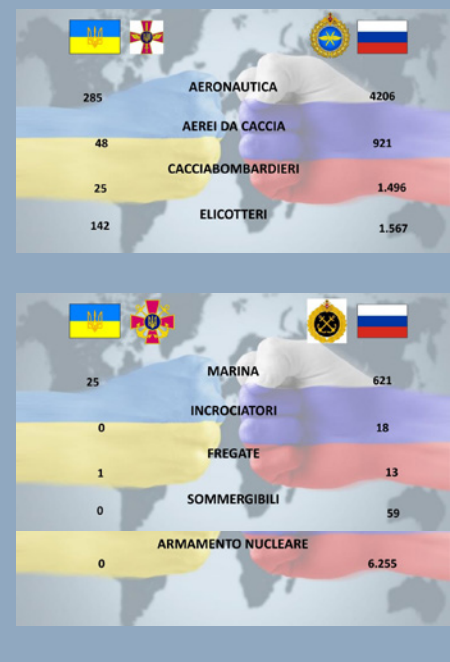 AERONAUTICA
285 4206
AEREI DA CACCIA
48 921
CACCIABOMBARDIERI
25 1.496
ELICOTTERI
142 1.567
MARINA
25 621
INCROCIATORI
0 18
FREGATE
1 13
SOMMERGIBILI
0 59
ARMAMENTO NUCLEARE
0 6.255